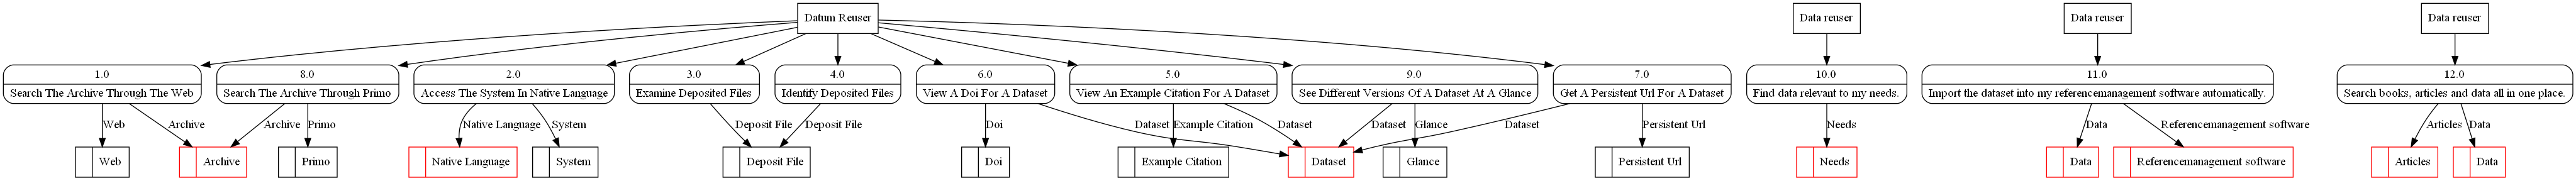 Datum Reuser
Data reuser
Data reuser
Data reuser
1.0
Search The Archive Through The Web
8.0
Search The Archive Through Primo
2.0
Access The System In Native Language
3.0
Examine Deposited Files
4.0
Identify Deposited Files
6.0
View A Doi For A Dataset
5.0
View An Example Citation For A Dataset
9.0
See Different Versions Of A Dataset At A Glance
7.0
Get A Persistent Url For A Dataset
10.0
Find data relevant to my needs.
11.0
Import the dataset into my referencemanagement software automatically.
12.0
Search books, articles and data all in one place.
Web
Archive
Archive
Primo
Native Language
System
Deposit File
Deposit File
Doi
Dataset
Example Citation
Dataset
Dataset
Glance
Dataset
Persistent Url
Needs
Data
Referencemanagement software
Articles
Data
Web
Archive
Primo
Native Language
System
Deposit File
Doi
Example Citation
Dataset
Glance
Persistent Url
Needs
Data
Referencemanagement software
Articles
Data